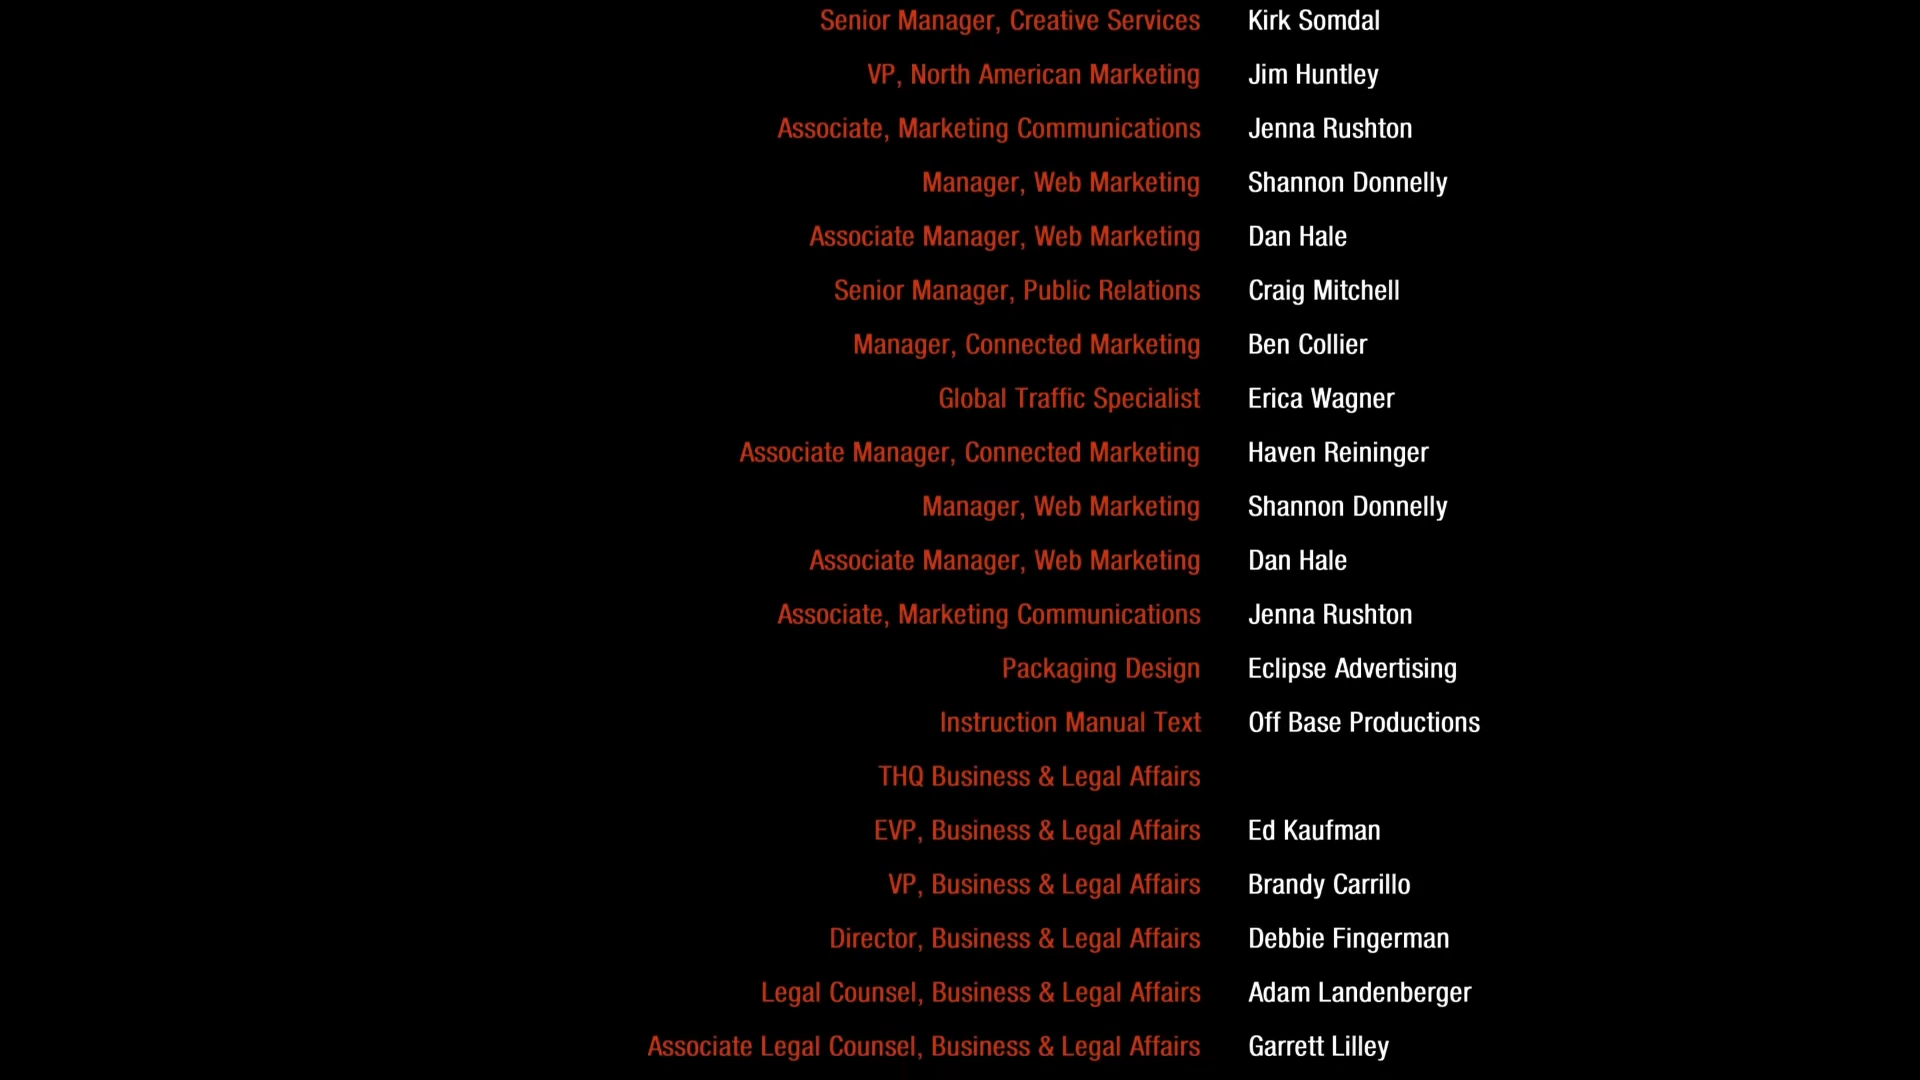 Senior Manager, Creative Services Kirk Somdal
VP, North American Marketing Jim Huntley
Associate, Marketing Communications Jenna Rushton
Manager, Web Marketing Shannon Donnelly
Associate Manager, Web Marketing Dan Hale
Senior Manager, Public Relations Craig Mitchell
Manager, Connected Marketing Ben Collier
Global Traffic Specialist Erica Wagner
Associate Manager, Connected Marketing Haven Reininger
Manager, Web Marketing Shannon Donnelly
Associate Manager, Web Marketing Dan Hale
Associate, Marketing Communications Jenna Rushton
Packaging Design Eclipse Advertising
Instruction Manual Text Off Base Productions
THQ Business & Legal Affairs
EVP, Business & Legal Affairs Ed Kaufman
VP, Business & Legal Affairs Brandy Carrillo
Director, Business & Legal Affairs Debbie Fingerman
Legal Counsel, Business & Legal Affairs Adam Landenberger
Associate Legal Counsel, Business & Legal Affairs Garrett Lilley